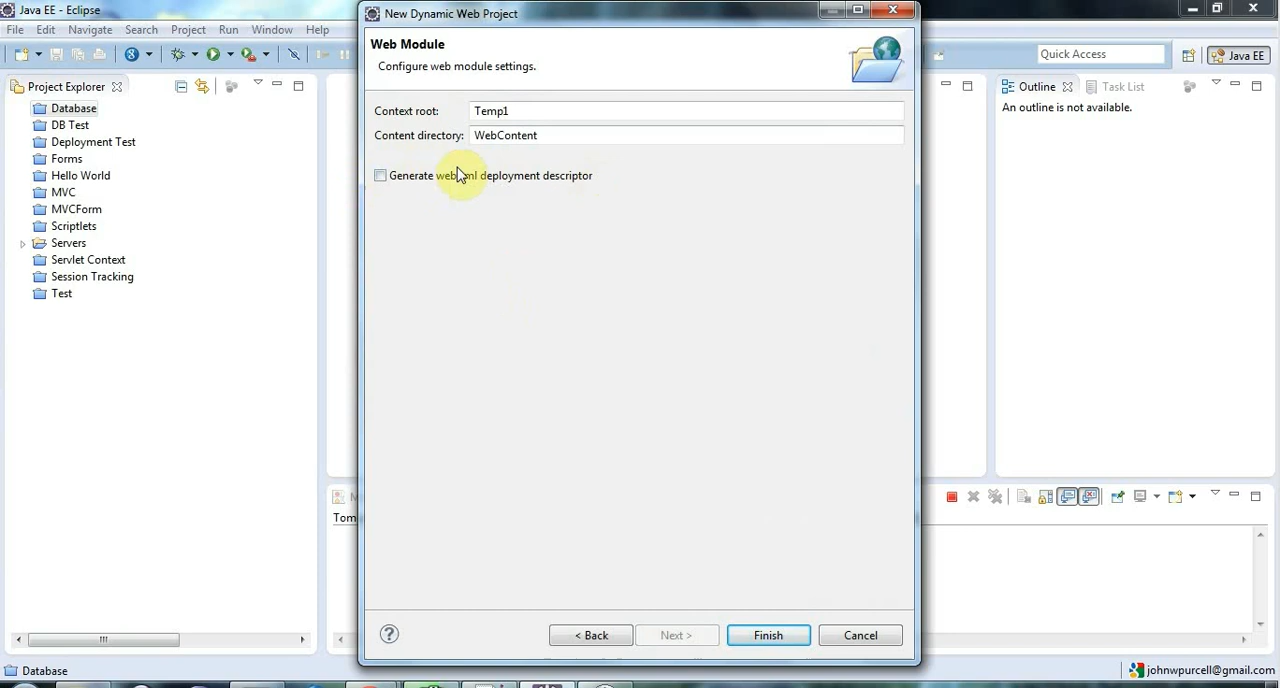 Java EE - Eclipse
New Dynamic Web Project
File Edit Navigate Search Project Run Window Help
Quick Access
Java EE
Project Explorer
Database
DB Test
Deployment Test
Forms
Hello World
MVC
MVCForm
Scriptlets
Servers
Servlet Context
Session Tracking
Test
Web Module
Configure web module settings.
Context root: Temp1
Content directory: WebContent
Generate deployment descriptor
< Back
Next >
Finish
Cancel
Outline
Task List
An outline is not available.
Tom
Database
johnwpurcell@gmail.com